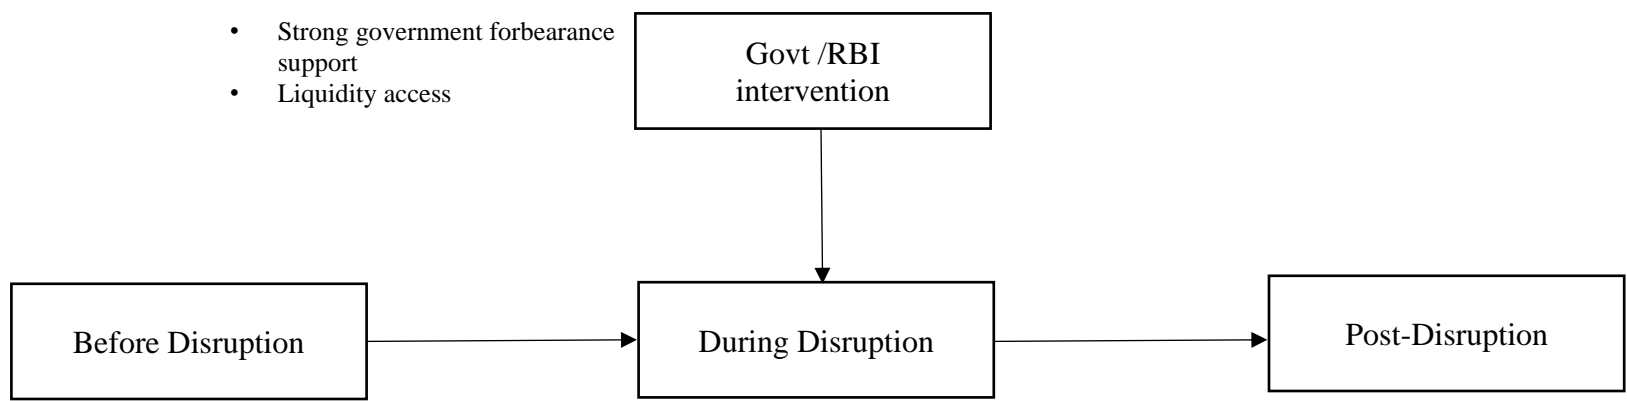 • Strong government forbearance
support
• Liquidity access
Govt /RBI
intervention
Before Disruption
During Disruption
Post-Disruption